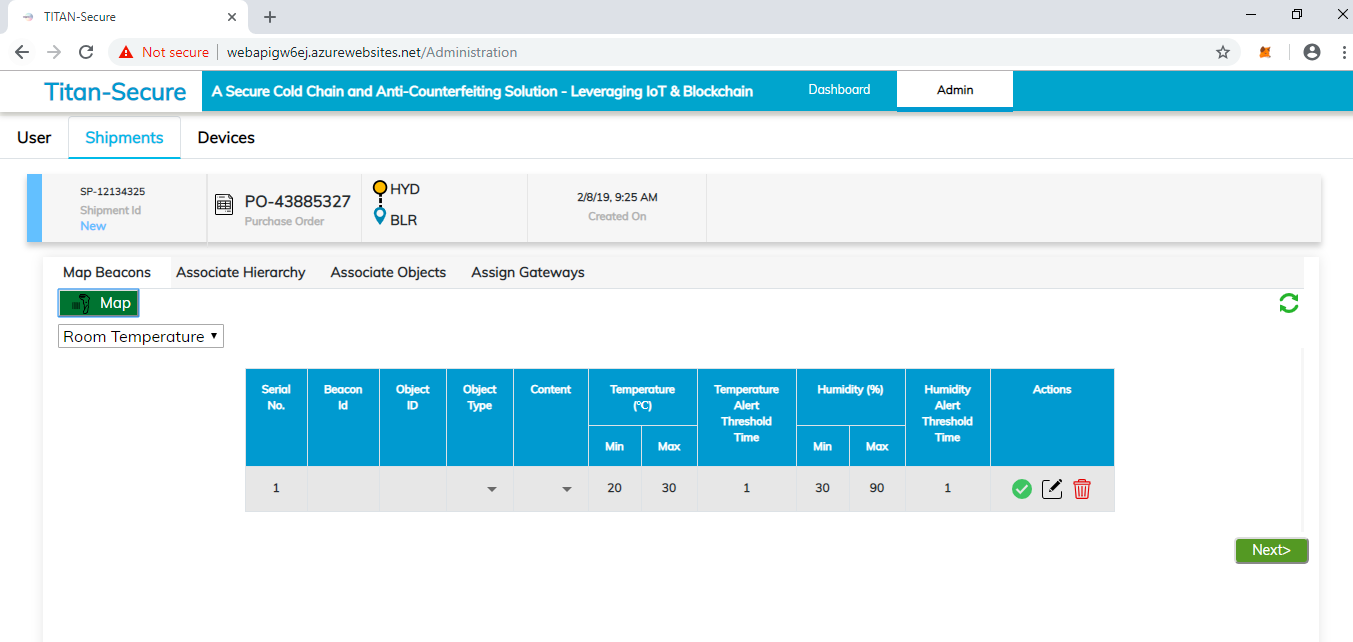 TITAN-Secure
Not secure webapigw6ej.azurewebsites.net/Administration
Titan-Secure A Secure Cold Chain and Anti-Counterfeiting Solution - Leveraging IoT & Blockchain Dashboard Admin
User Shipments Devices
SP-12134325
Shipment Id
New
PO-43885327
Purchase Order
HYD
BLR
2/8/19, 9:25 AM
Created On
Map Beacons Associate Hierarchy Associate Objects Assign Gateways
Map
Room Temperature
Serial
No.
Beacon
Id
Object
ID
Object
Type
Content
Temperature
(°C)
Min Max
Temperature
Alert
Threshold
Time
Humidity (%)
Min Max
Humidity
Alert
Threshold
Time
Actions
1 20 30 1 30 90 1
Next>